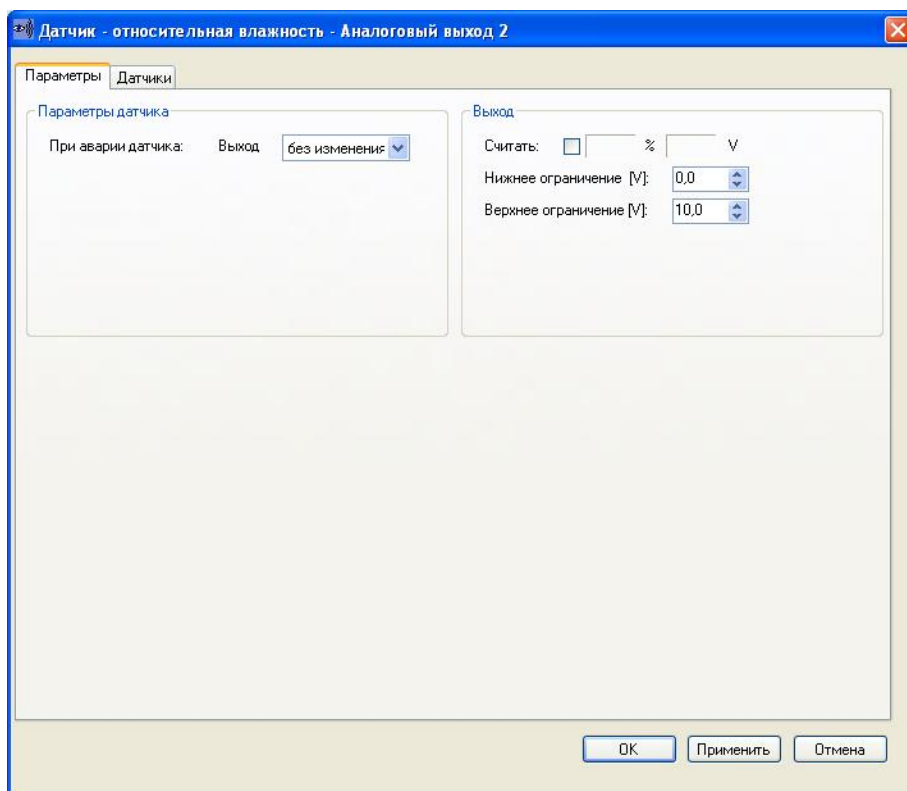 Датчик - относительная влажность - Аналоговый выход 2
Параметры Датчики
Параметры датчика
При аварии датчика: Выход без изменения
Выход
Считать: % V
Нижнее ограничение [V]: 0,0
Верхнее ограничение [V]: 10,0
OK Применить Отмена